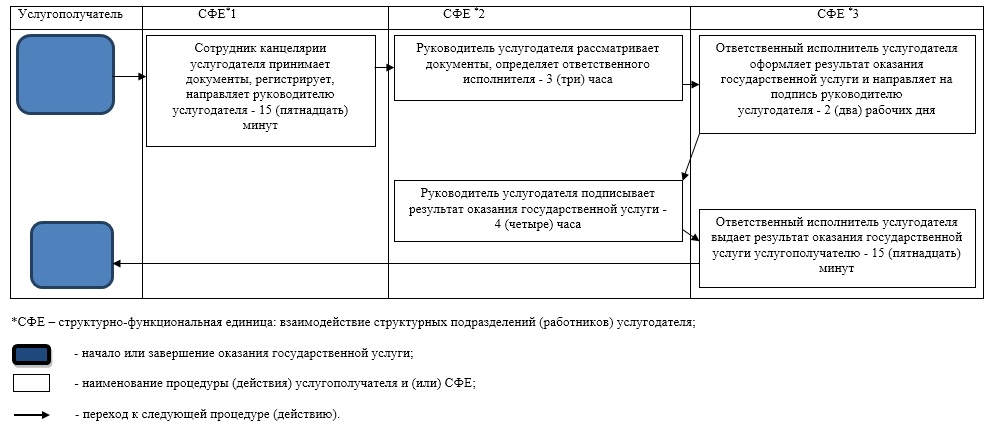 Услугополучатель
СФЕ*1
СФЕ *2
СФЕ *3
Сотрудник канцелярии
услугодателя принимает
документы, регистрирует,
направляет руководителю
услугодателя - 15 (пятнадцать)
минут
Руководитель услугодателя рассматривает
документы, определяет ответственного
исполнителя - 3 (три) часа
Ответственный исполнитель услугодателя
оформляет результат оказания
государственной услуги и направляет на
подпись руководителю
услугодателя - 2 (два) рабочих дня
Руководитель услугодателя подписывает
результат оказания государственной услуги -
4 (четыре) часа
Ответственный исполнитель услугодателя
выдает результат оказания государственной
услуги услугополучателю - 15 (пятнадцать)
минут
*СФЕ – структурно-функциональная единица: взаимодействие структурных подразделений (работников) услугодателя;
- начало или завершение оказания государственной услуги;
- наименование процедуры (действия) услугополучателя и (или) СФЕ;
- переход к следующей процедуре (действию).